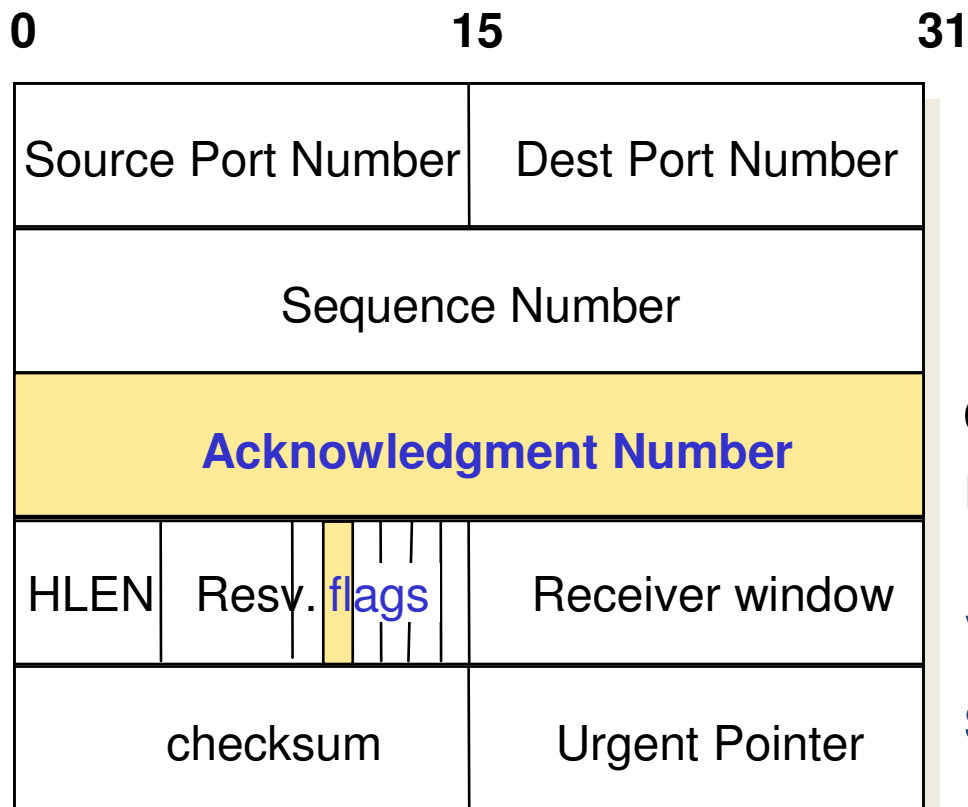 0 15 31
Source Port Number Dest Port Number
Sequence Number
Acknowledgment Number
HLEN Resv. flags Receiver window
checksum Urgent Pointer